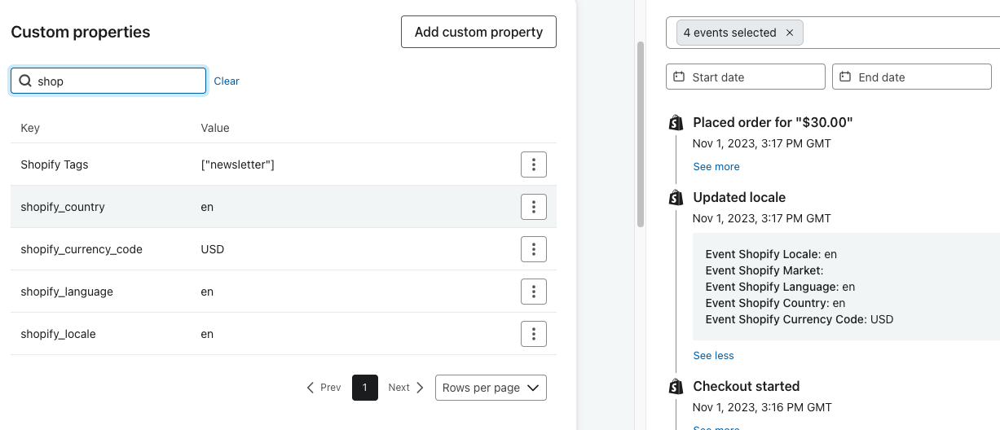 Custom properties
Add custom property
shop
Clear
Key Value
Shopify Tags ["newsletter"]
shopify_country en
shopify_currency_code USD
shopify_language en
shopify_locale en
Prev 1 Next Rows per page
4 events selected
Start date End date
Placed order for "$30.00"
Nov 1, 2023, 3:17 PM GMT
See more
Updated locale
Nov 1, 2023, 3:17 PM GMT
Event Shopify Locale: en
Event Shopify Market:
Event Shopify Language: en
Event Shopify Country: en
Event Shopify Currency Code: USD
See less
Checkout started
Nov 1, 2023, 3:16 PM GMT
See more